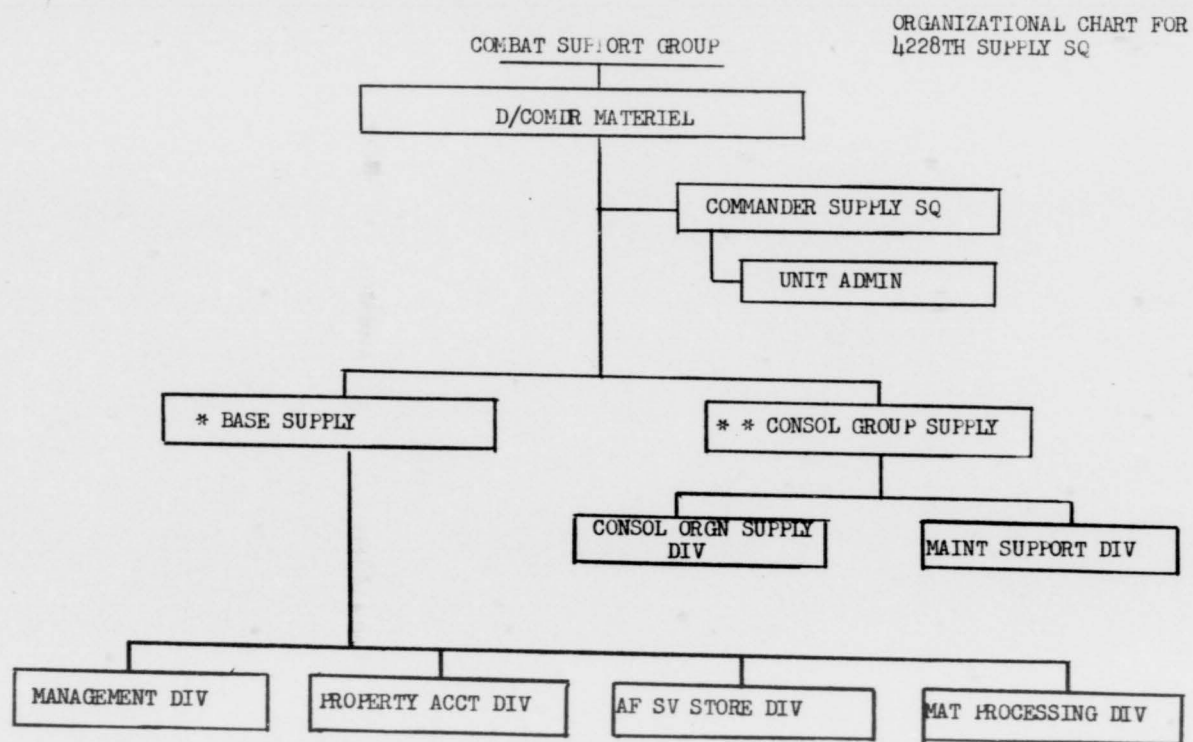 ORGANIZATIONAL CHART FOR
4228TH SUPPLY SQ
COMBAT SUPPORT GROUP
D/COMDR MATERIEL
COMMANDER SUPPLY SQ
UNIT ADMIN
* BASE SUPPLY
* * CONSOL GROUP SUPPLY
CONSOL ORGN SUPPLY
DIV
MAINT SUPPORT DIV
MANAGEMENT DIV
PROPERTY ACCT DIV
AF SV STORE DIV
MAT PROCESSING DIV